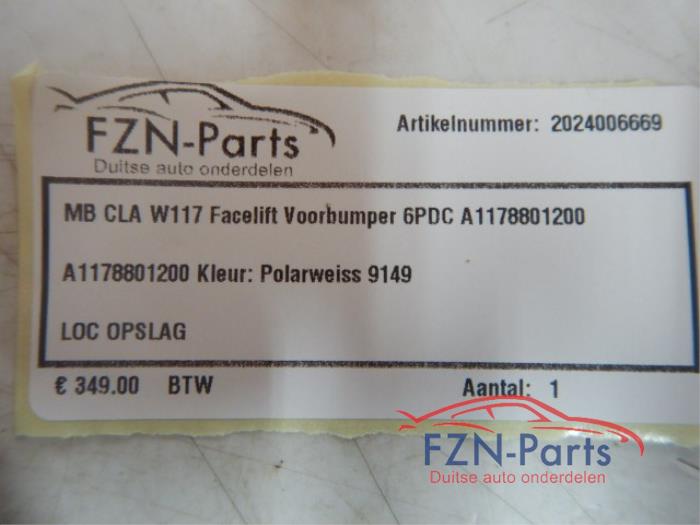 FZN-Parts
Duitse auto onderdelen
Artikelnummer: 2024006669
MB CLA W117 Facelift Voorbumper 6PDC A1178801200
A1178801200 Kleur: Polarweiss 9149
LOC OPSLAG
€ 349.00 BTW Aantal: 1
FZN-Parts
Duitse auto onderdelen